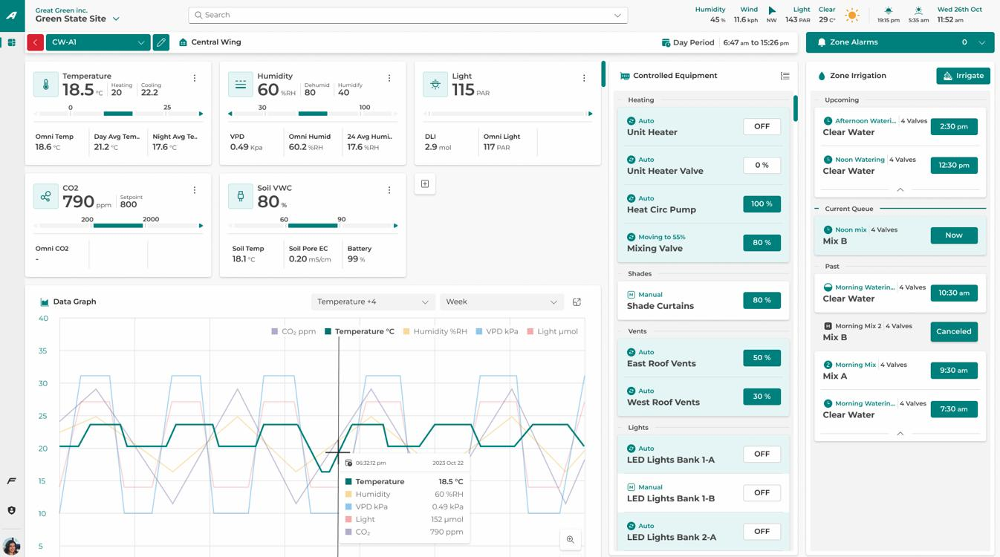 Great Green inc.
Green State Site
Search
Humidity
45 %
Wind
11.6 kph
NW
Light
143 PAR
Clear
29 C°
19:15 pm
5:35 am
Wed 26th Oct
11:52 am
CW-A1
Central Wing
Day Period
6:47 am to 15:26 pm
Zone Alarms
0
Temperature
18.5 °C
Heating
20
Cooling
22.2
0
25
Omni Temp
18.6 °C
Day Avg Tem..
21.2 °C
Night Avg Te..
17.6 °C
Humidity
60 %RH
Dehumid
80
Humidify
40
30
100
VPD
0.49 Kpa
Omni Humid
60.2 %RH
24 Avg Humi..
17.6 %RH
Light
115 PAR
DLI
2.9 mol
Omni Light
117 PAR
CO2
790 ppm
Setpoint
800
200
2000
Omni CO2
-
Soil VWC
80 %
60
90
Soil Temp
18.1 °C
Soil Pore EC
0.20 mS/cm
Battery
99 %
Data Graph
Temperature +4
Week
CO₂ ppm
Temperature °C
Humidity %RH
VPD kPa
Light µmol
40
35
30
25
20
15
10
5
06:32:12 pm
2023 Oct 22
Temperature 18.5 °C
Humidity 60 %RH
VPD kPa 0.49 kPa
Light 152 µmol
CO₂ 790 ppm
Controlled Equipment
Heating
Auto
Unit Heater
OFF
Auto
Unit Heater Valve
0 %
Auto
Heat Circ Pump
100 %
Moving to 55%
Mixing Valve
80 %
Shades
M Manual
Shade Curtains
80 %
Vents
Auto
East Roof Vents
50 %
Auto
West Roof Vents
30 %
Lights
Auto
LED Lights Bank 1-A
OFF
M Manual
LED Lights Bank 1-B
OFF
Auto
LED Lights Bank 2-A
OFF
Zone Irrigation
Irrigate
Upcoming
Afternoon Wateri... 4 Valves
Clear Water
2:30 pm
Noon Watering 4 Valves
Clear Water
12:30 pm
Current Queue
Noon mix 4 Valves
Mix B
Now
Past
Morning Waterin... 4 Valves
Clear Water
10:30 am
M Morning Mix 2 4 Valves
Mix B
Canceled
2 Morning Mix 4 Valves
Mix A
9:30 am
Morning Waterin... 4 Valves
Clear Water
7:30 am